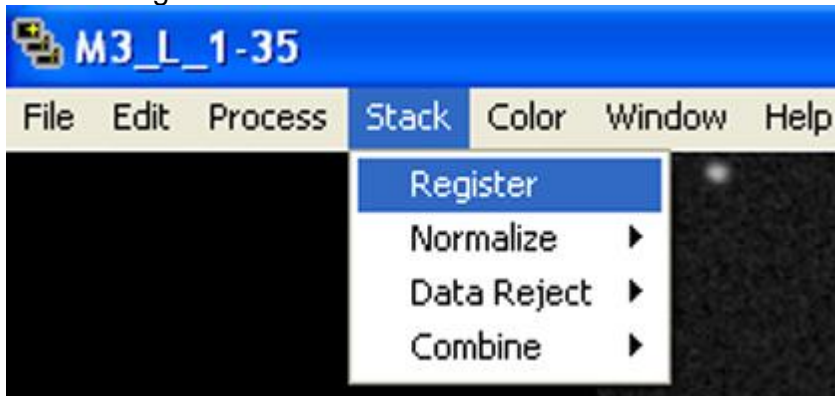 M3_L_1-35
File Edit Process Stack Color Window Help
Register
Normalize
Data Reject
Combine